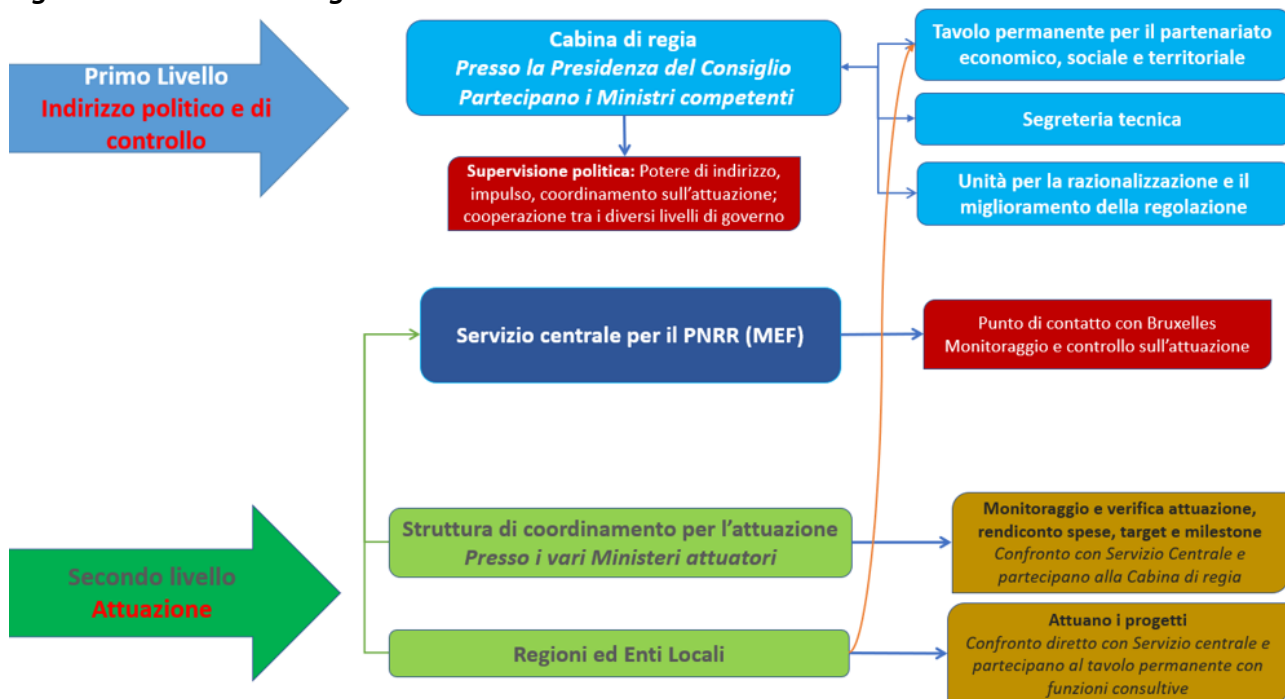 Primo Livello
Indirizzo politico e di
controllo
Cabina di regia
Presso la Presidenza del Consiglio
Partecipano i Ministri competenti
Tavolo permanente per il partenariato
economico, sociale e territoriale
Segreteria tecnica
Unità per la razionalizzazione e il
miglioramento della regolazione
Supervisione politica: Potere di indirizzo,
impulso, coordinamento sull'attuazione;
cooperazione tra i diversi livelli di governo
Servizio centrale per il PNRR (MEF)
Punto di contatto con Bruxelles
Monitoraggio e controllo sull'attuazione
Secondo livello
Attuazione
Struttura di coordinamento per l'attuazione
Presso i vari Ministeri attuatori
Monitoraggio e verifica attuazione,
rendiconto spese, target e milestone
Confronto con Servizio Centrale e
partecipano alla Cabina di regia
Regioni ed Enti Locali
Attuano i progetti
Confronto diretto con Servizio centrale e
partecipano al tavolo permanente con
funzioni consultive